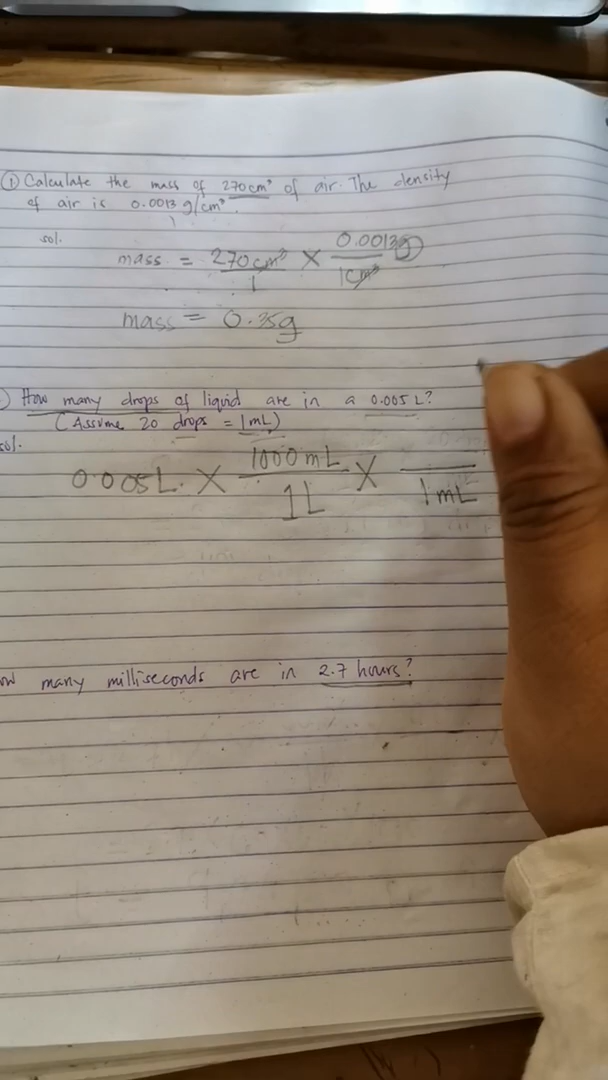 ① Calculate the mass of 270cm³ of air. The density
of air is 0.0013 g/cm³.
sol.
mass = 270cm³/1 × 0.0013g/1cm³
mass = 0.35g
How many drops of liquid are in a 0.005 L?
(Assume 20 drops = 1mL)
sol.
0.005L × 1000mL/1L × /1mL
many milliseconds are in 2.7 hours?